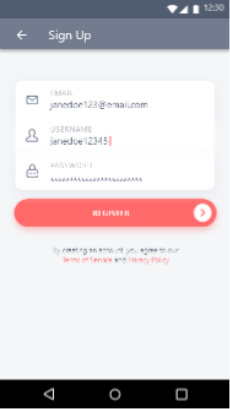 12:30
Sign Up
EMAIL
janedoe123@email.com
USERNAME
janedoe12345
PASSWORD
***********************
REGISTER
By creating an account you agree to our
Terms of Service and Privacy Policy